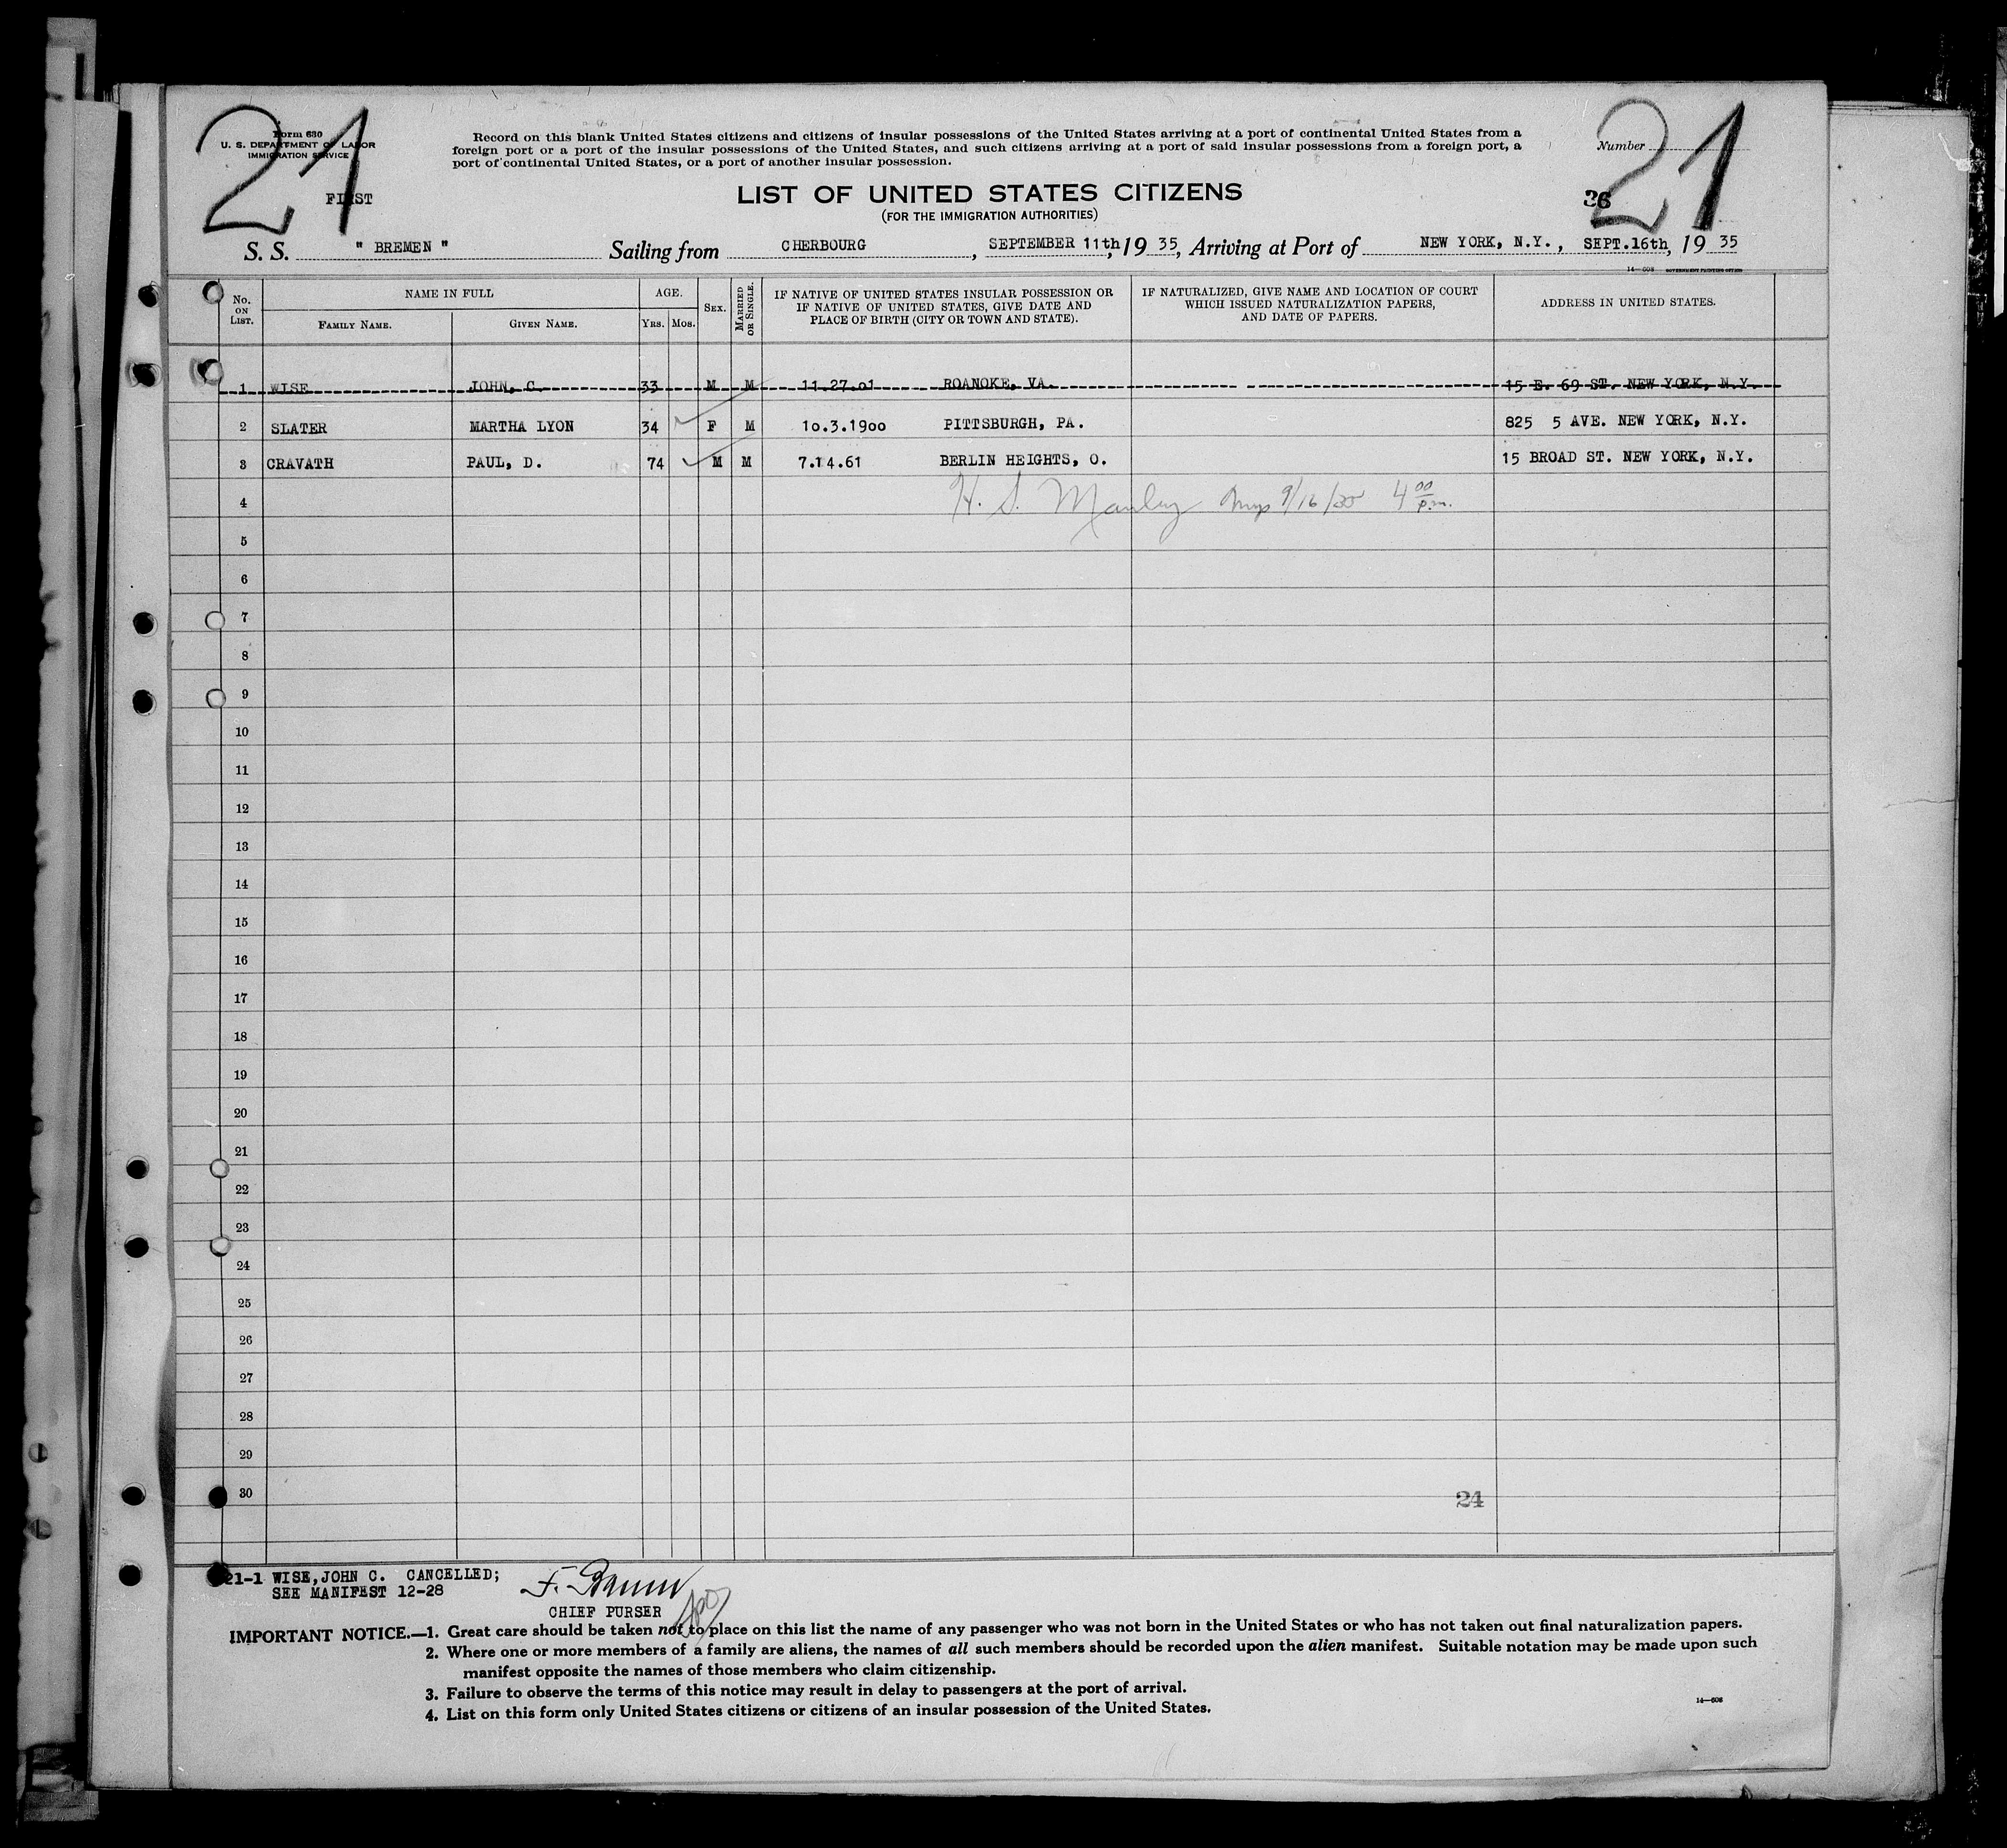 21
21
Form 630
U. S. DEPARTMENT OF LABOR
IMMIGRATION SERVICE
FIRST
Record on this blank United States citizens and citizens of insular possessions of the United States arriving at a port of continental United States from a
foreign port or a port of the insular possessions of the United States, and such citizens arriving at a port of said insular possessions from a foreign port, a
port of continental United States, or a port of another insular possession.
Number
LIST OF UNITED STATES CITIZENS
(FOR THE IMMIGRATION AUTHORITIES)
36
S. S. " BREMEN " Sailing from CHERBOURG, SEPTEMBER 11th, 19 35, Arriving at Port of NEW YORK, N.Y., SEPT.16th, 19 35
No. ON LIST. NAME IN FULL FAMILY NAME. GIVEN NAME. AGE. YRS. MOS. SEX. MARRIED OR SINGLE. IF NATIVE OF UNITED STATES INSULAR POSSESSION OR IF NATIVE OF UNITED STATES, GIVE DATE AND PLACE OF BIRTH (CITY OR TOWN AND STATE). IF NATURALIZED, GIVE NAME AND LOCATION OF COURT WHICH ISSUED NATURALIZATION PAPERS, AND DATE OF PAPERS. ADDRESS IN UNITED STATES.
1 WISE JOHN, C. 33 M M 11.27.01 ROANOKE, VA. 15 E. 69 ST. NEW YORK, N.Y.
2 SLATER MARTHA LYON 34 F M 10.3.1900 PITTSBURGH, PA. 825 5 AVE. NEW YORK, N.Y.
3 CRAVATH PAUL, D. 74 M M 7.14.61 BERLIN HEIGHTS, O. 15 BROAD ST. NEW YORK, N.Y.
4 H. S. Manley 9/16/35 4 00 p.m.
5
6
7
8
9
10
11
12
13
14
15
16
17
18
19
20
21
22
23
24
25
26
27
28
29
30
24
21-1 WISE, JOHN C. CANCELLED;
SEE MANIFEST 12-28
CHIEF PURSER
IMPORTANT NOTICE.—1. Great care should be taken not to place on this list the name of any passenger who was not born in the United States or who has not taken out final naturalization papers.
2. Where one or more members of a family are aliens, the names of all such members should be recorded upon the alien manifest. Suitable notation may be made upon such
manifest opposite the names of those members who claim citizenship.
3. Failure to observe the terms of this notice may result in delay to passengers at the port of arrival.
4. List on this form only United States citizens or citizens of an insular possession of the United States.
14—608